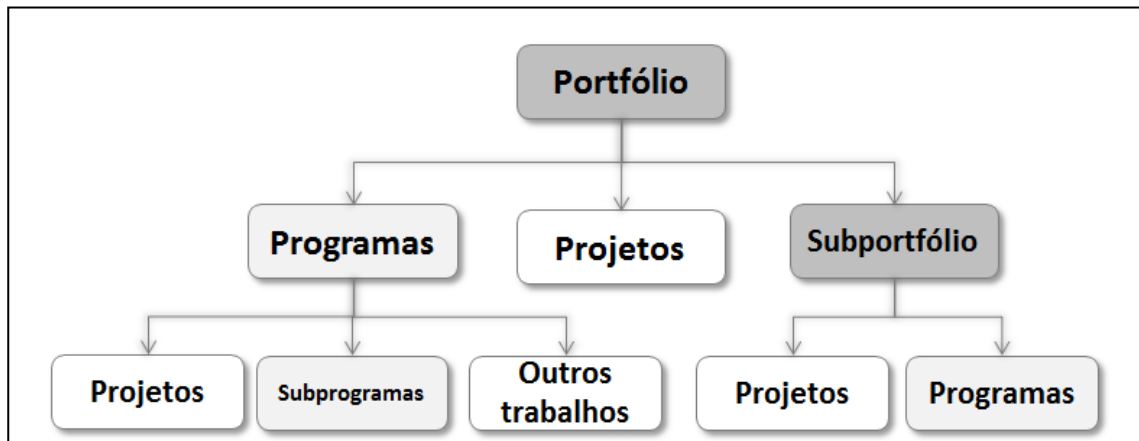 Portfólio
Programas
Projetos
Subportfólio
Projetos
Subprogramas
Outros
trabalhos
Projetos
Programas